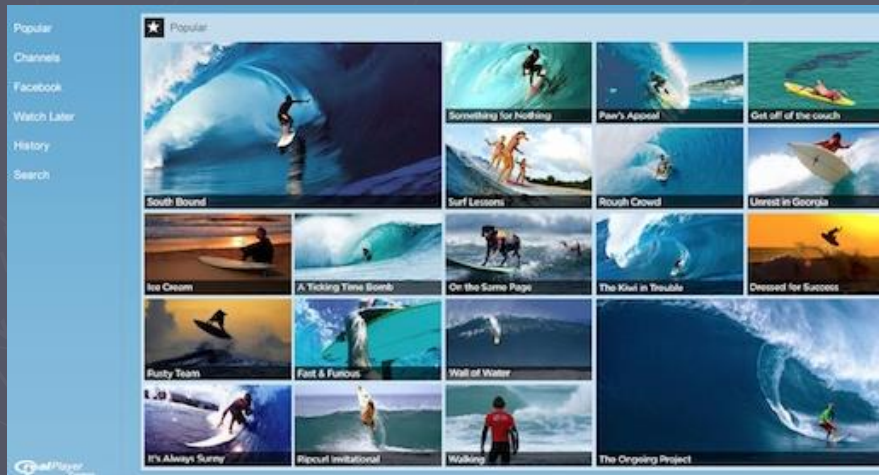 Popular
Channels
Facebook
Watch Later
History
Search
Popular
Something for Nothing
Paw's Appeal
Get off of the couch
South Bound
Surf Lessons
Rough Crowd
Unrest in Georgia
Ice Cream
A Ticking Time Bomb
On the Same Page
The Kiwi in Trouble
Dressed for Success
Rusty Team
Fast & Furious
Wall of Water
It's Always Sunny
Ripcurl Invitational
Walking
The Ongoing Project
realPlayer